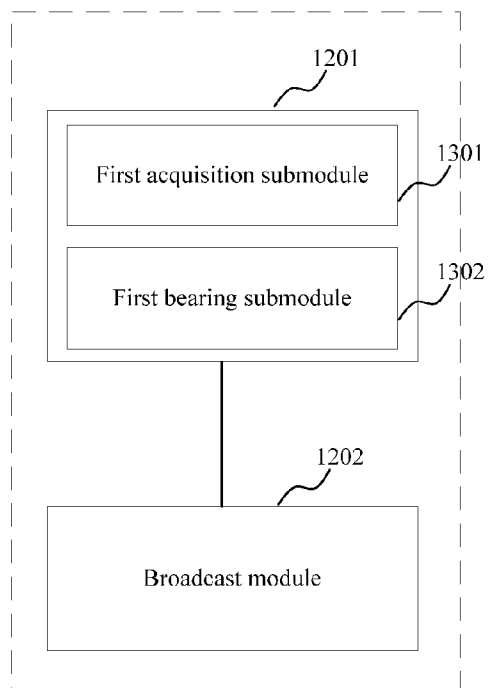 1201
First acquisition submodule
1301
First bearing submodule
1302
1202
Broadcast module